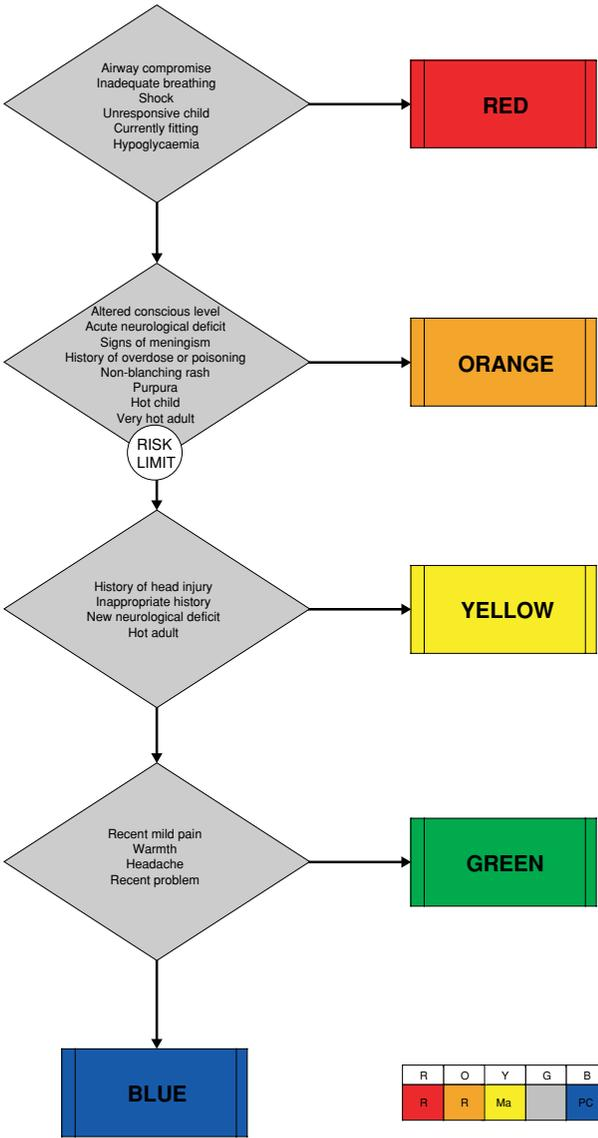 Airway compromise
Inadequate breathing
Shock
Unresponsive child
Currently fitting
Hypoglycaemia
RED
Altered conscious level
Acute neurological deficit
Signs of meningism
History of overdose or poisoning
Non-blanching rash
Purpura
Hot child
Very hot adult
ORANGE
RISK
LIMIT
History of head injury
Inappropriate history
New neurological deficit
Hot adult
YELLOW
Recent mild pain
Warmth
Headache
Recent problem
GREEN
BLUE
R O Y G B
R R Ma PC